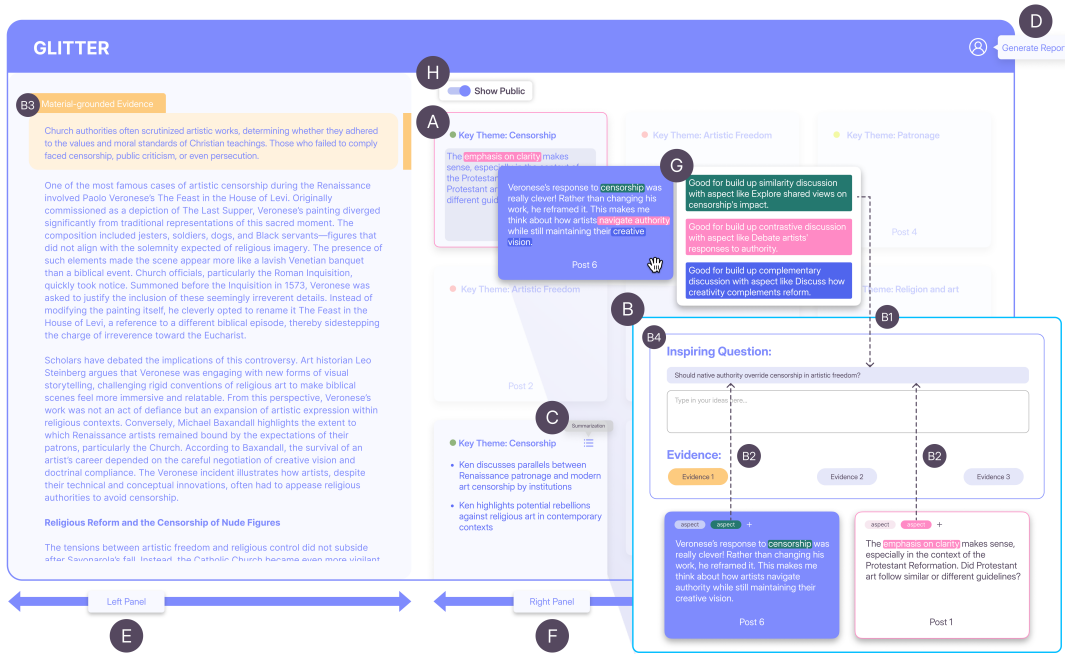 D
GLITTER
Generate Repor
H
Show Public
B3
Material-grounded Evidence
Church authorities often scrutinized artistic works, determining whether they adhered
to the values and moral standards of Christian teachings. Those who failed to comply
faced censorship, public criticism, or even persecution.
One of the most famous cases of artistic censorship during the Renaissance
involved Paolo Veronese's The Feast in the House of Levi. Originally
commissioned as a depiction of The Last Supper, Veronese's painting diverged
significantly from traditional representations of this sacred moment. The
composition included jesters, soldiers, dogs, and Black servants—figures that
did not align with the solemnity expected of religious imagery. The presence of
such elements made the scene appear more like a lavish Venetian banquet
than a biblical event. Church officials, particularly the Roman Inquisition,
quickly took notice. Summoned before the Inquisition in 1573, Veronese was
asked to justify the inclusion of these seemingly irreverent details. Instead of
modifying the painting itself, he cleverly opted to rename it The Feast in the
House of Levi, a reference to a different biblical episode, thereby sidestepping
the charge of irreverence toward the Eucharist.
Scholars have debated the implications of this controversy. Art historian Leo
Steinberg argues that Veronese was engaging with new forms of visual
storytelling, challenging rigid conventions of religious art to make biblical
scenes feel more immersive and relatable. From this perspective, Veronese's
work was not an act of defiance but an expansion of artistic expression within
religious contexts. Conversely, Michael Baxandall highlights the extent to
which Renaissance artists remained bound by the expectations of their
patrons, particularly the Church. According to Baxandall, the survival of an
artist's career depended on the careful negotiation of creative vision and
doctrinal compliance. The Veronese incident illustrates how artists, despite
their technical and conceptual innovations, often had to appease religious
authorities to avoid censorship.
Religious Reform and the Censorship of Nude Figures
The tensions between artistic freedom and religious control did not subside
after Savonarola's fall. Instead, the Catholic Church became even more vigilant
A
Key Theme: Censorship
The emphasis on clarity makes
sense, especially in the context of
the Protestan
Protestant ar
different guid
Key Theme: Artistic Freedom
Key Theme: Patronage
Post 4
Veronese's response to censorship was
really clever! Rather than changing his
work, he reframed it. This makes me
think about how artists navigate authority
while still maintaining their creative
vision.
Post 6
G
Good for build up similarity discussion
with aspect like Explore shared views on
censorship's impact.
Good for build up contrastive discussion
with aspect like Debate artists'
responses to authority.
Good for build up complementary
discussion with aspect like Discuss how
creativity complements reform.
Key Theme: Artistic Freedom
Post 2
heme: Religion and art
C
Summarization
Key Theme: Censorship
• Ken discusses parallels between
Renaissance patronage and modern
art censorship by institutions
• Ken highlights potential rebellions
against religious art in contemporary
contexts
B
B1
B4
Inspiring Question:
Should native authority override censorship in artistic freedom?
Type in your ideas here...
Evidence:
B2
B2
Evidence 1
Evidence 2
Evidence 3
aspect
aspect
+
Veronese's response to censorship was
really clever! Rather than changing his
work, he reframed it. This makes me
think about how artists navigate
authority while still maintaining their
creative vision.
Post 6
aspect
aspect
+
The emphasis on clarity makes sense,
especially in the context of the
Protestant Reformation. Did Protestant
art follow similar or different guidelines?
Post 1
Left Panel
E
Right Panel
F